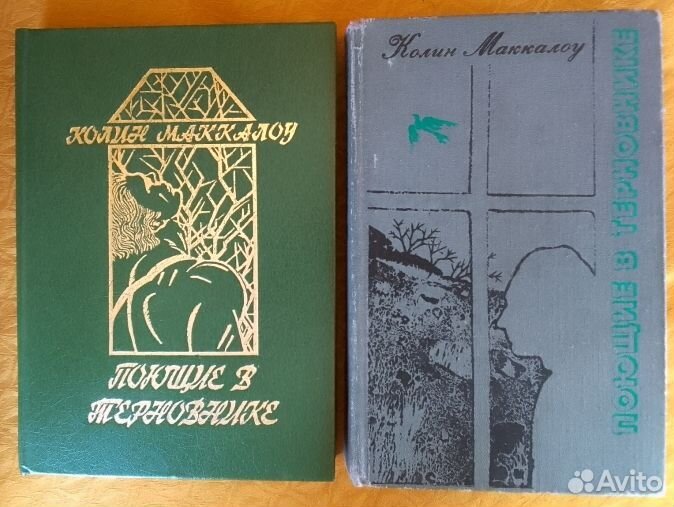 КОЛИН МАККАЛОУ
ПОЮЩИЕ В
ТЕРНОВНИКЕ
Колин Маккалоу
ПОЮЩИЕ В ТЕРНОВНИКЕ
Avito